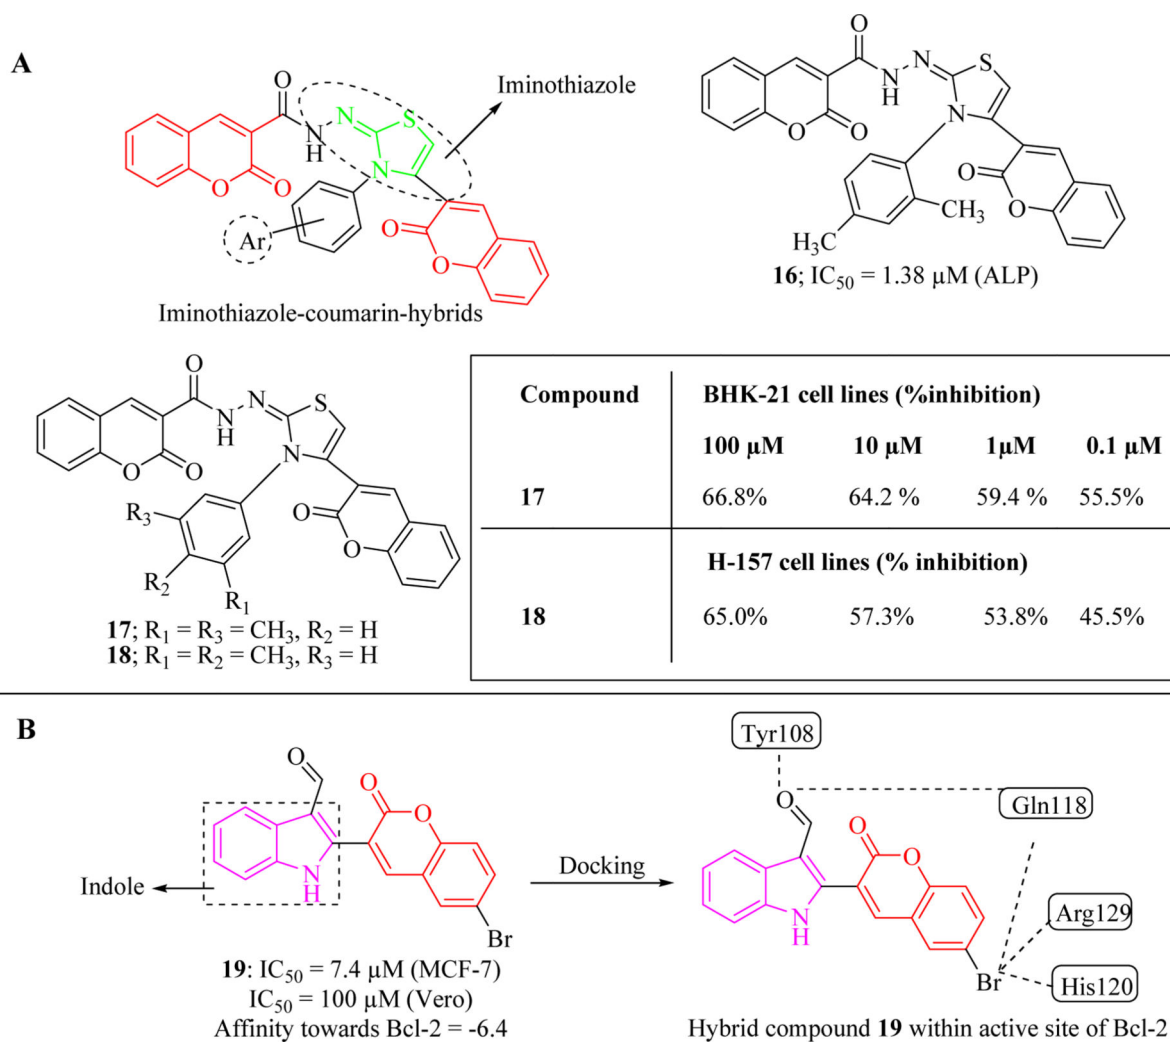 A
O
N
H
N
S
N
O
O
Ar
O
O
Iminothiazole
Iminothiazole-coumarin-hybrids
O
N
H
N
S
N
O
O
CH₃
H₃C
O
O
16; IC₅₀ = 1.38 µM (ALP)
O
N
H
N
S
N
O
O
R₃
R₂
R₁
O
O
17; R₁ = R₃ = CH₃, R₂ = H
18; R₁ = R₂ = CH₃, R₃ = H
Compound BHK-21 cell lines (%inhibition)
100 µM 10 µM 1µM 0.1 µM
17 66.8% 64.2 % 59.4 % 55.5%
H-157 cell lines (% inhibition)
18 65.0% 57.3% 53.8% 45.5%
B
O
O
O
N
H
Br
Indole
19: IC₅₀ = 7.4 µM (MCF-7)
IC₅₀ = 100 µM (Vero)
Affinity towards Bcl-2 = -6.4
Docking
Tyr108
Gln118
O
O
O
N
H
Br
Arg129
His120
Hybrid compound 19 within active site of Bcl-2